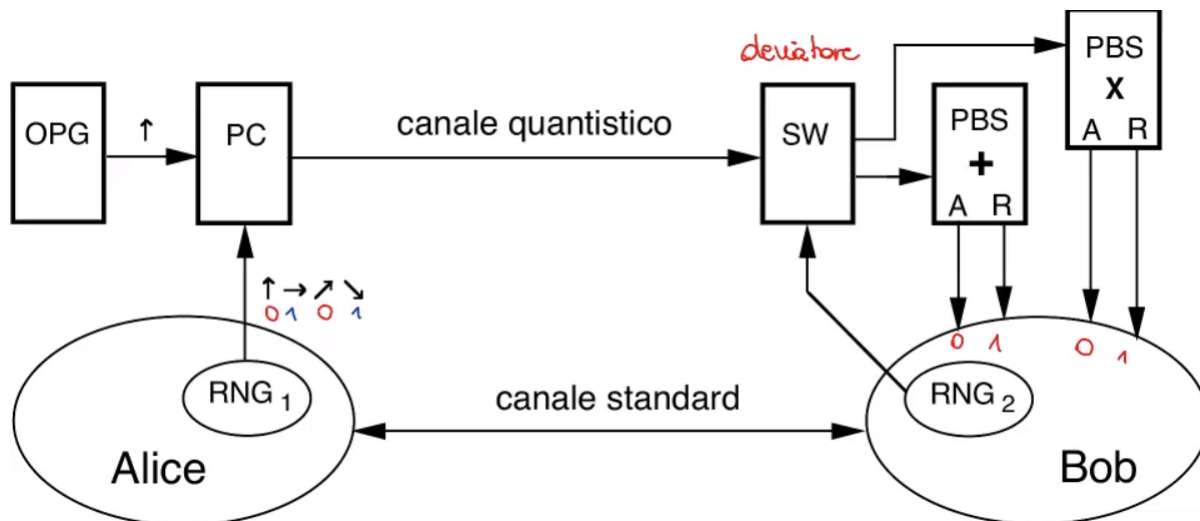 deviatore
PBS
X
A R
OPG
↑
PC
canale quantistico
SW
PBS
+
A R
↑ → ↗ ↘
0 1 0 1
0 1
0 1
RNG 1
canale standard
RNG 2
Alice
Bob